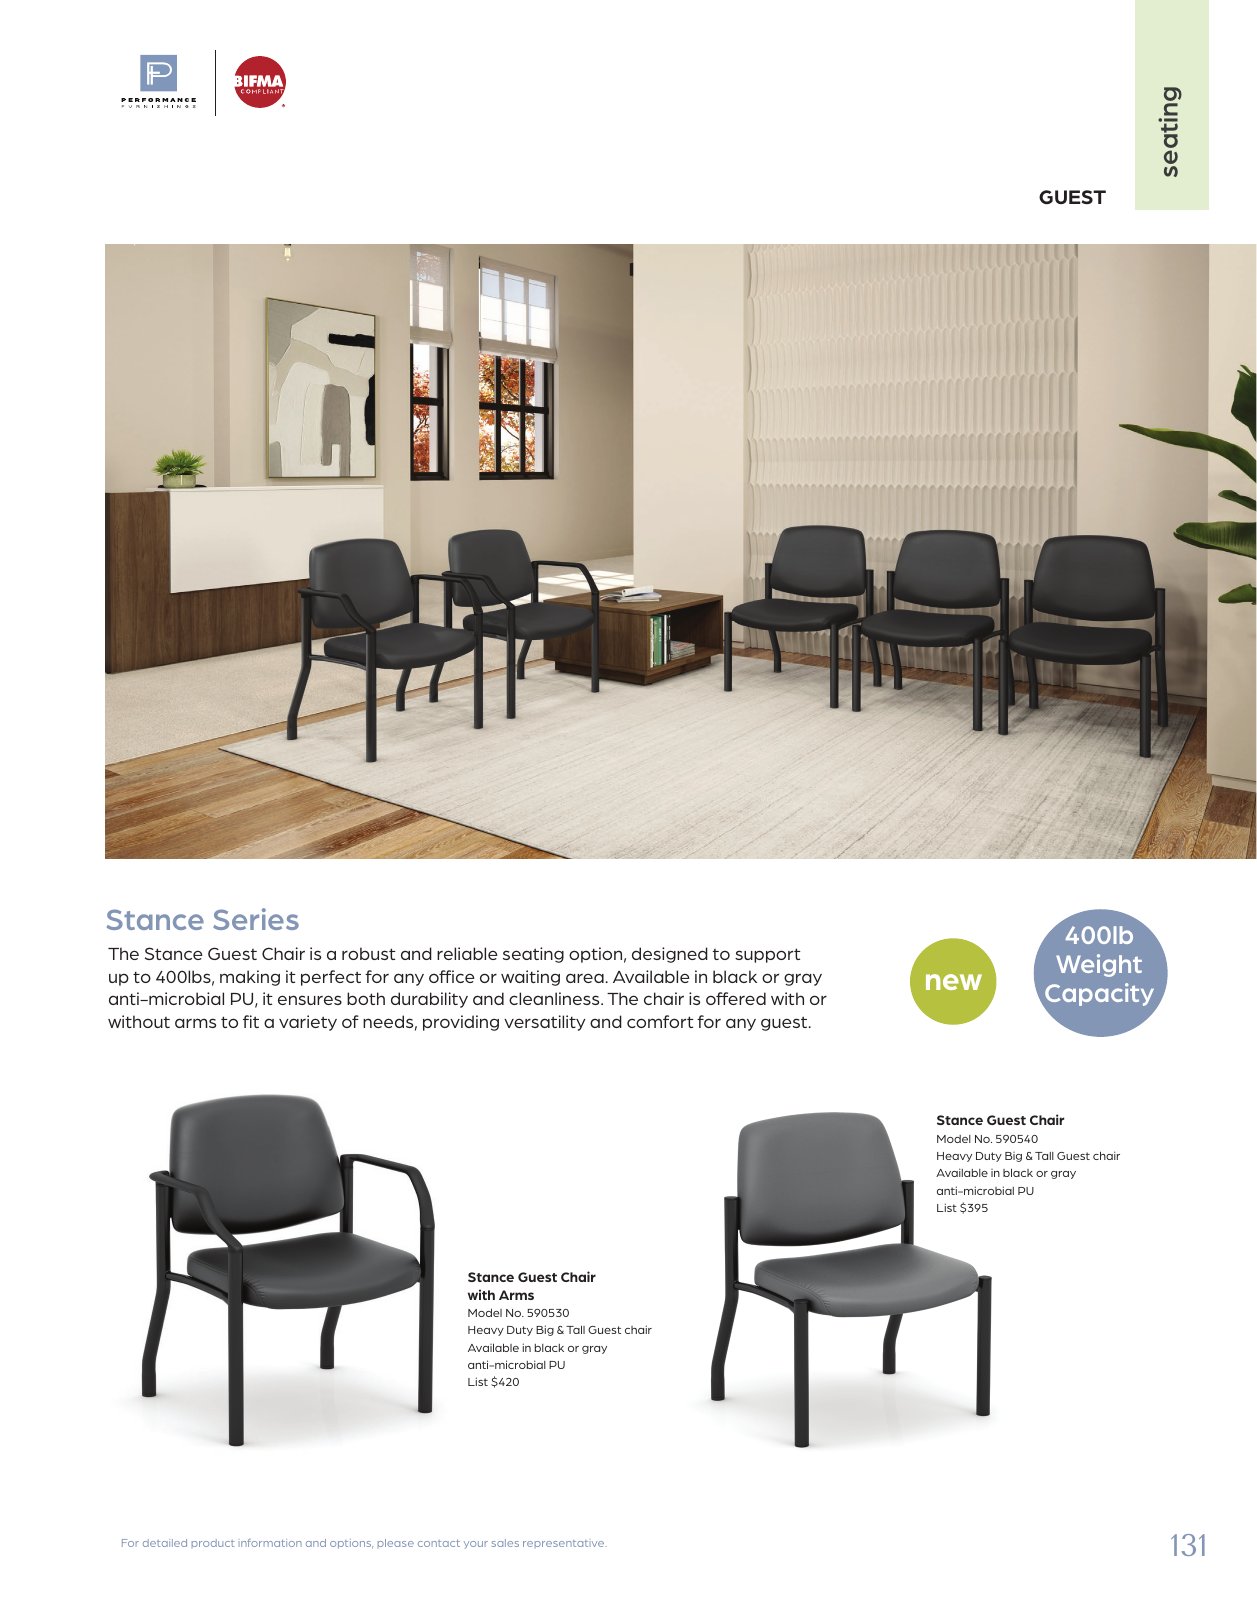 PERFORMANCE
FURNISHINGS
BIFMA
COMPLIANT
®
seating
GUEST
Stance Series
The Stance Guest Chair is a robust and reliable seating option, designed to support
up to 400lbs, making it perfect for any office or waiting area. Available in black or gray
anti-microbial PU, it ensures both durability and cleanliness. The chair is offered with or
without arms to fit a variety of needs, providing versatility and comfort for any guest.
new
400lb
Weight
Capacity
Stance Guest Chair
Model No. 590540
Heavy Duty Big & Tall Guest chair
Available in black or gray
anti-microbial PU
List $395
Stance Guest Chair
with Arms
Model No. 590530
Heavy Duty Big & Tall Guest chair
Available in black or gray
anti-microbial PU
List $420
For detailed product information and options, please contact your sales representative.
131